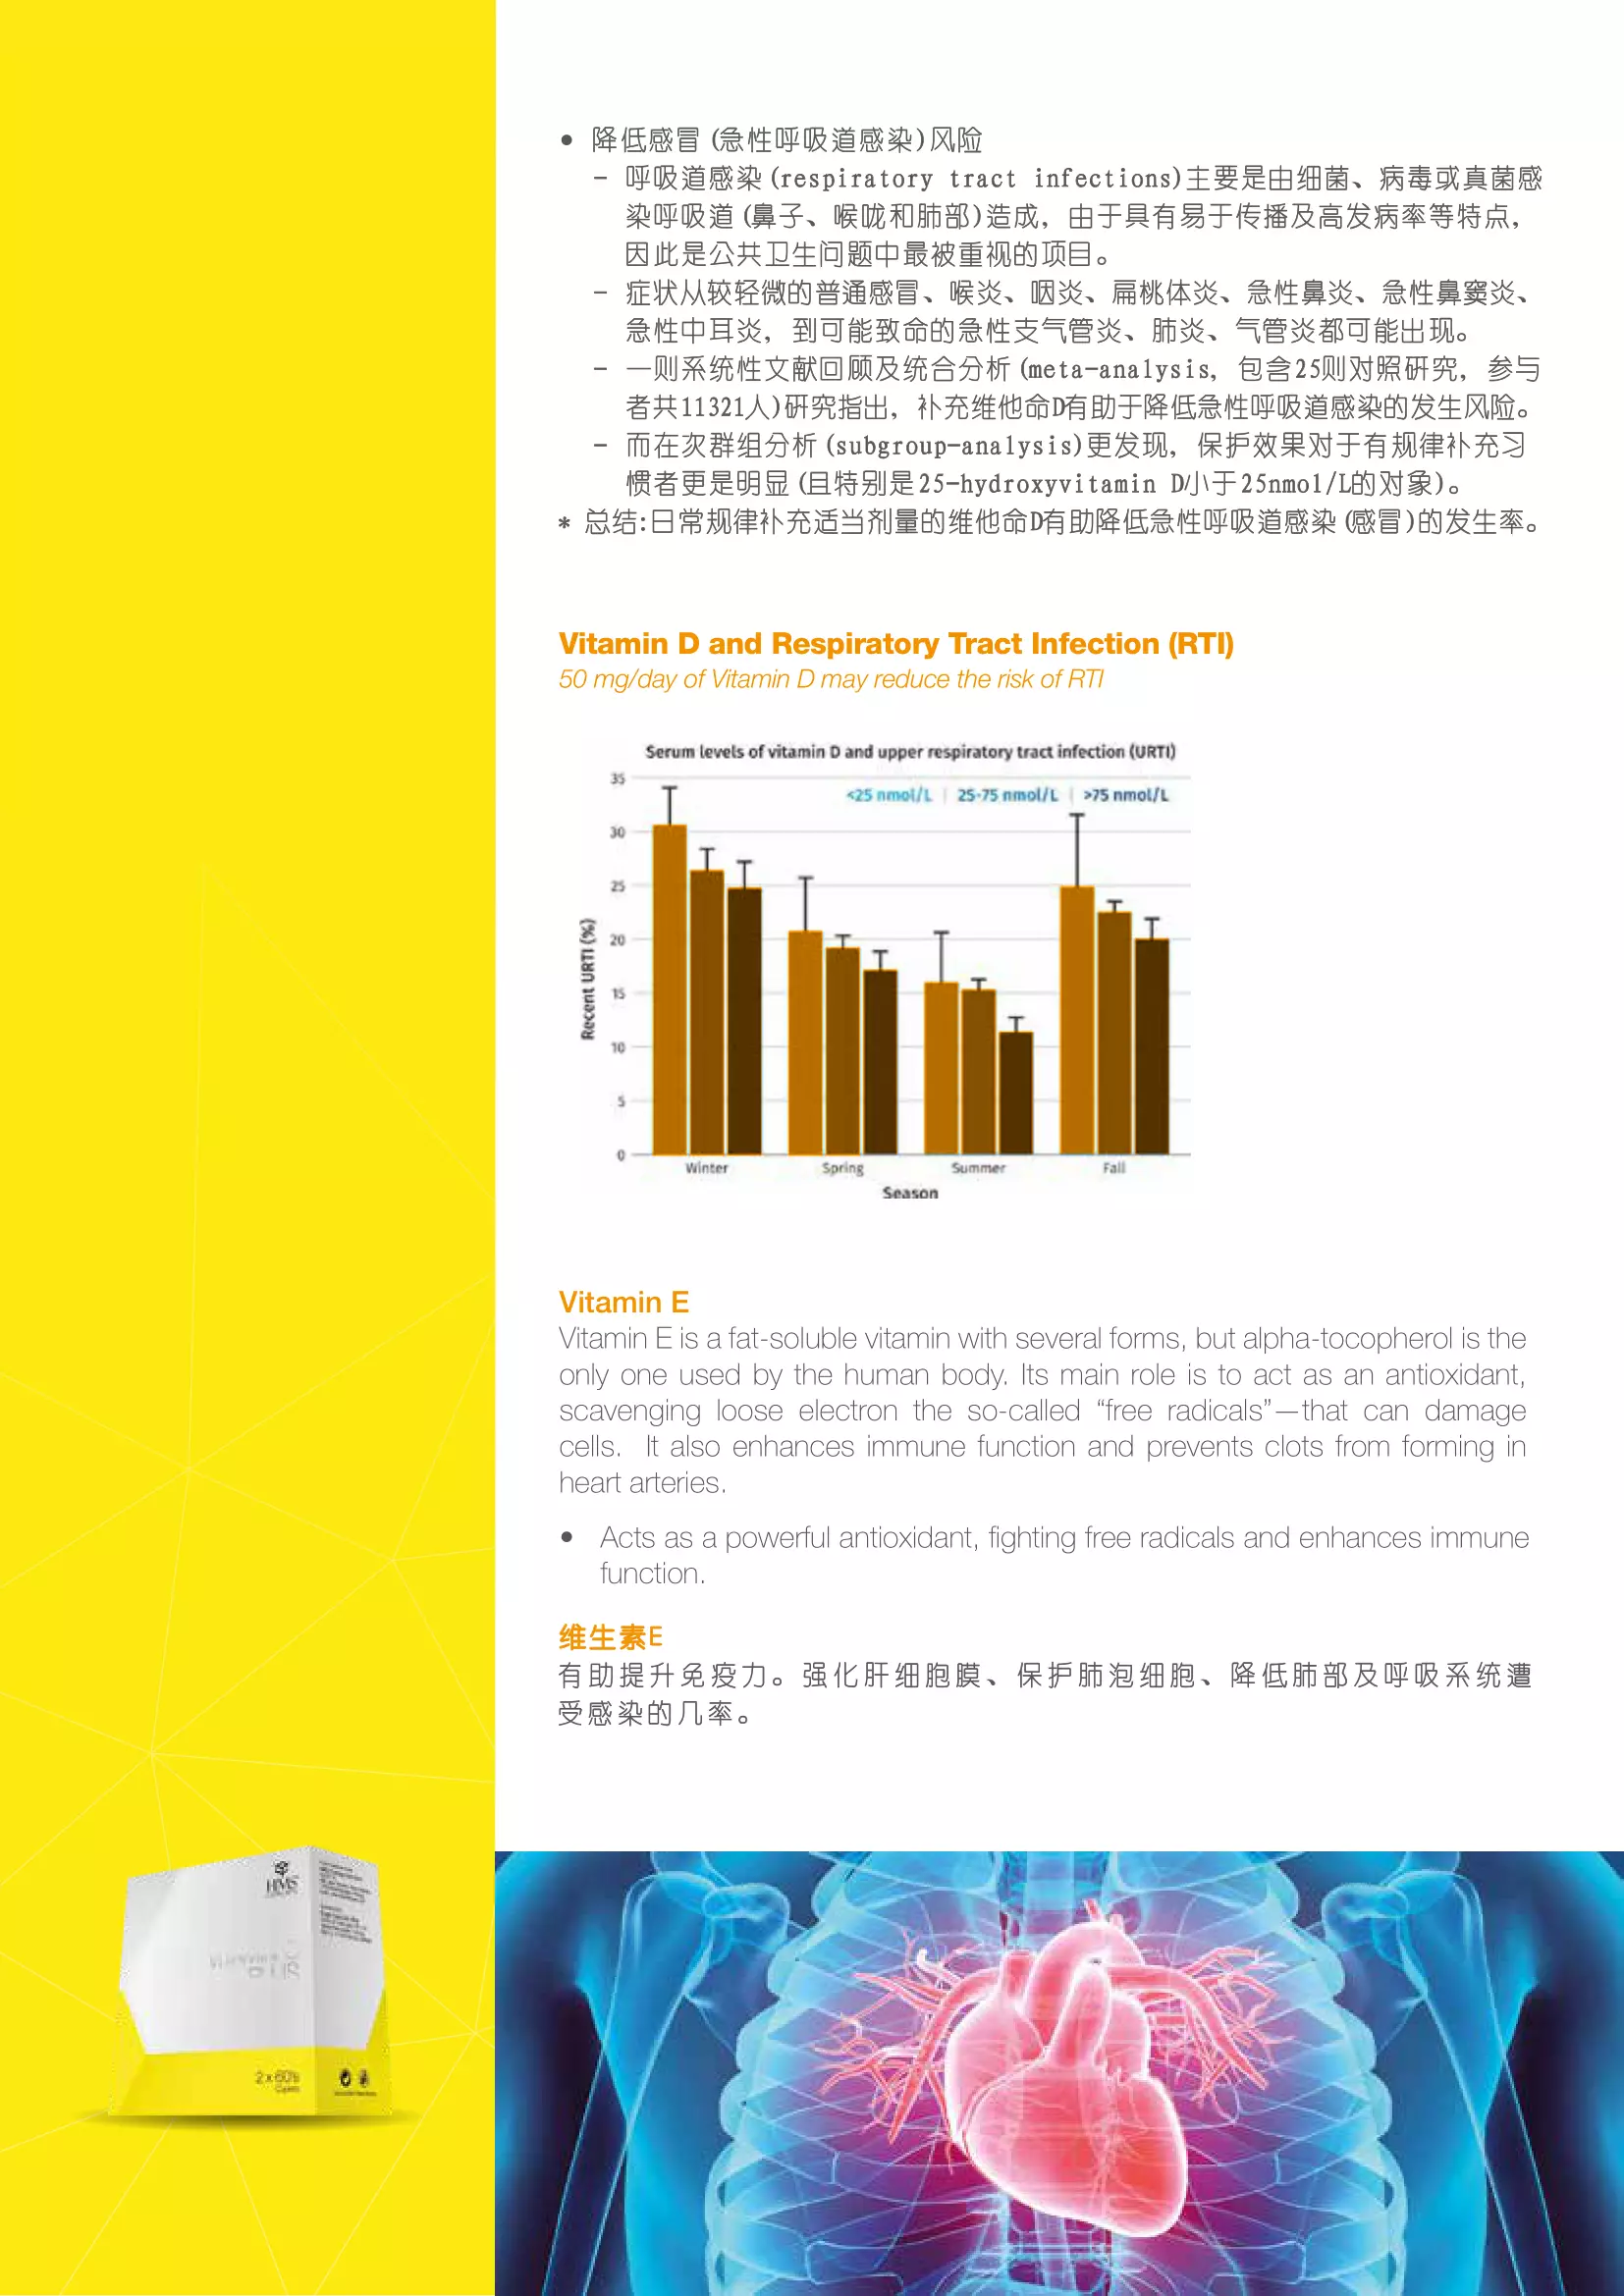 • 降低感冒(急性呼吸道感染)风险
- 呼吸道感染(respiratory tract infections)主要是由细菌、病毒或真菌感
染呼吸道(鼻子、喉咙和肺部)造成，由于具有易于传播及高发病率等特点，
因此是公共卫生问题中最被重视的项目。
- 症状从较轻微的普通感冒、喉炎、咽炎、扁桃体炎、急性鼻炎、急性鼻窦炎、
急性中耳炎，到可能致命的急性支气管炎、肺炎、气管炎都可能出现。
- 一则系统性文献回顾及统合分析(meta-analysis，包含25则对照研究，参与
者共11321人)研究指出，补充维他命D有助于降低急性呼吸道感染的发生风险。
- 而在次群组分析(subgroup-analysis)更发现，保护效果对于有规律补充习
惯者更是明显(且特别是25-hydroxyvitamin D小于25nmol/L的对象)。
* 总结:日常规律补充适当剂量的维他命D有助降低急性呼吸道感染(感冒)的发生率。
Vitamin D and Respiratory Tract Infection (RTI)
50 mg/day of Vitamin D may reduce the risk of RTI
Serum levels of vitamin D and upper respiratory tract infection (URTI)
<25 nmol/L | 25-75 nmol/L | >75 nmol/L
35
30
25
20
15
10
5
0
Recent URTI (%)
Winter Spring Summer Fall
Season
Vitamin E
Vitamin E is a fat-soluble vitamin with several forms, but alpha-tocopherol is the
only one used by the human body. Its main role is to act as an antioxidant,
scavenging loose electron the so-called “free radicals”—that can damage
cells. It also enhances immune function and prevents clots from forming in
heart arteries.
• Acts as a powerful antioxidant, fighting free radicals and enhances immune
function.
维生素E
有助提升免疫力。强化肝细胞膜、保护肺泡细胞、降低肺部及呼吸系统遭
受感染的几率。
HMS
2 x 60's
Caplets